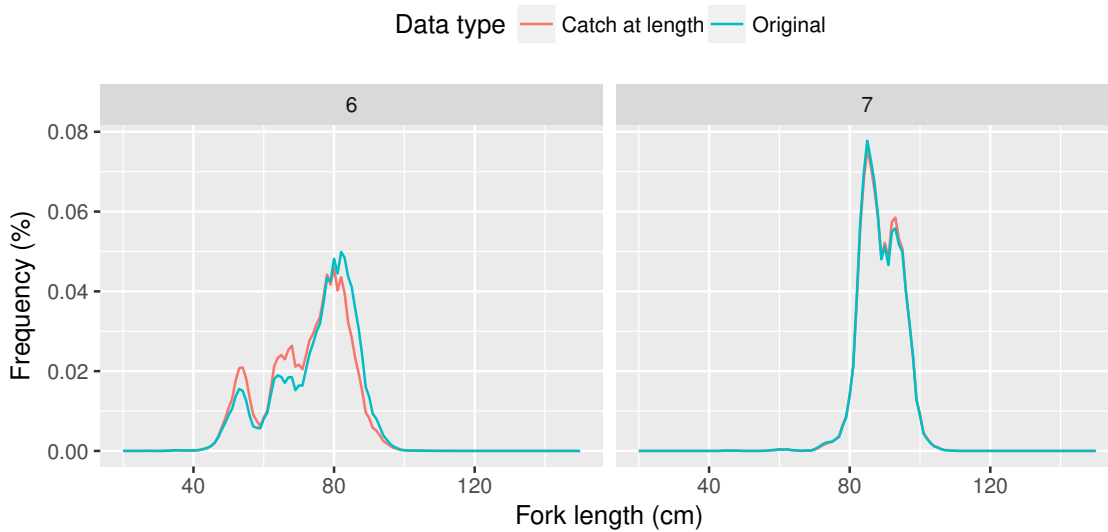 Data type Catch at length Original
6 7
0.08
0.06
0.04
0.02
0.00
Frequency (%)
40 80 120 40 80 120
Fork length (cm)